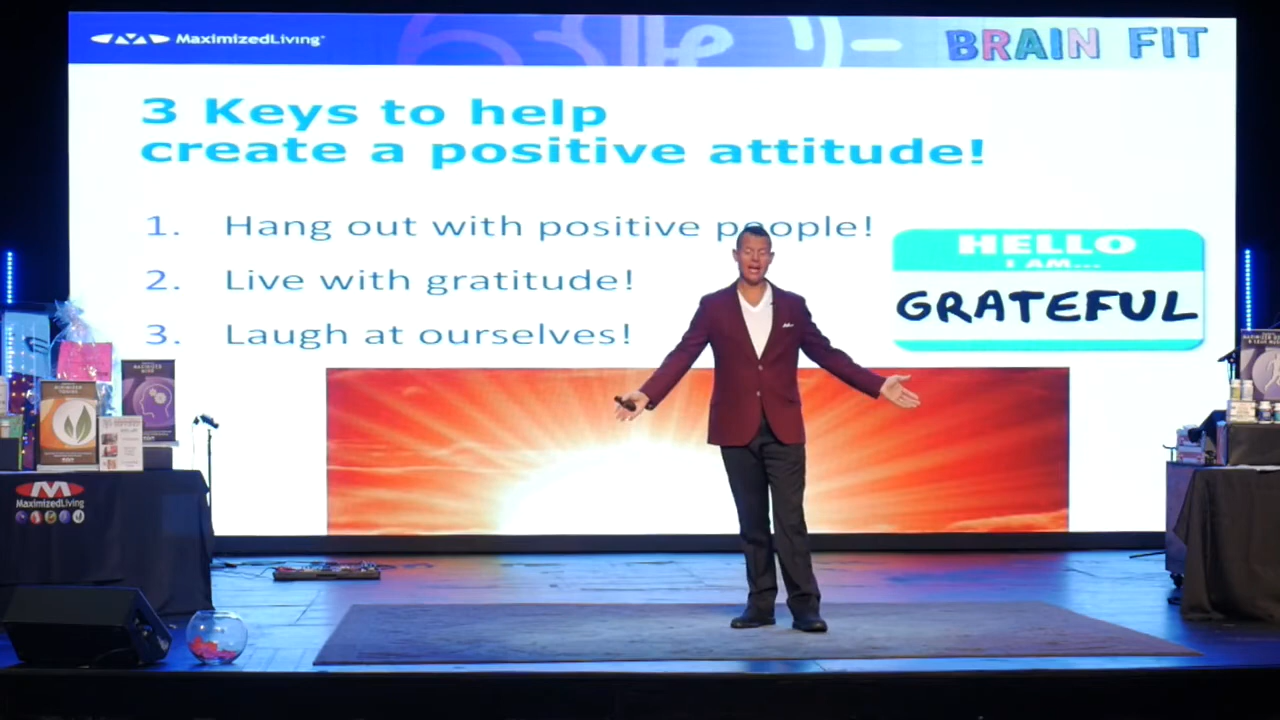 MaximizedLiving
BRAIN FIT
3 Keys to help
create a positive attitude!
1. Hang out with positive people!
2. Live with gratitude!
3. Laugh at ourselves!
HELLO
I AM...
GRATEFUL
MaximizedLiving